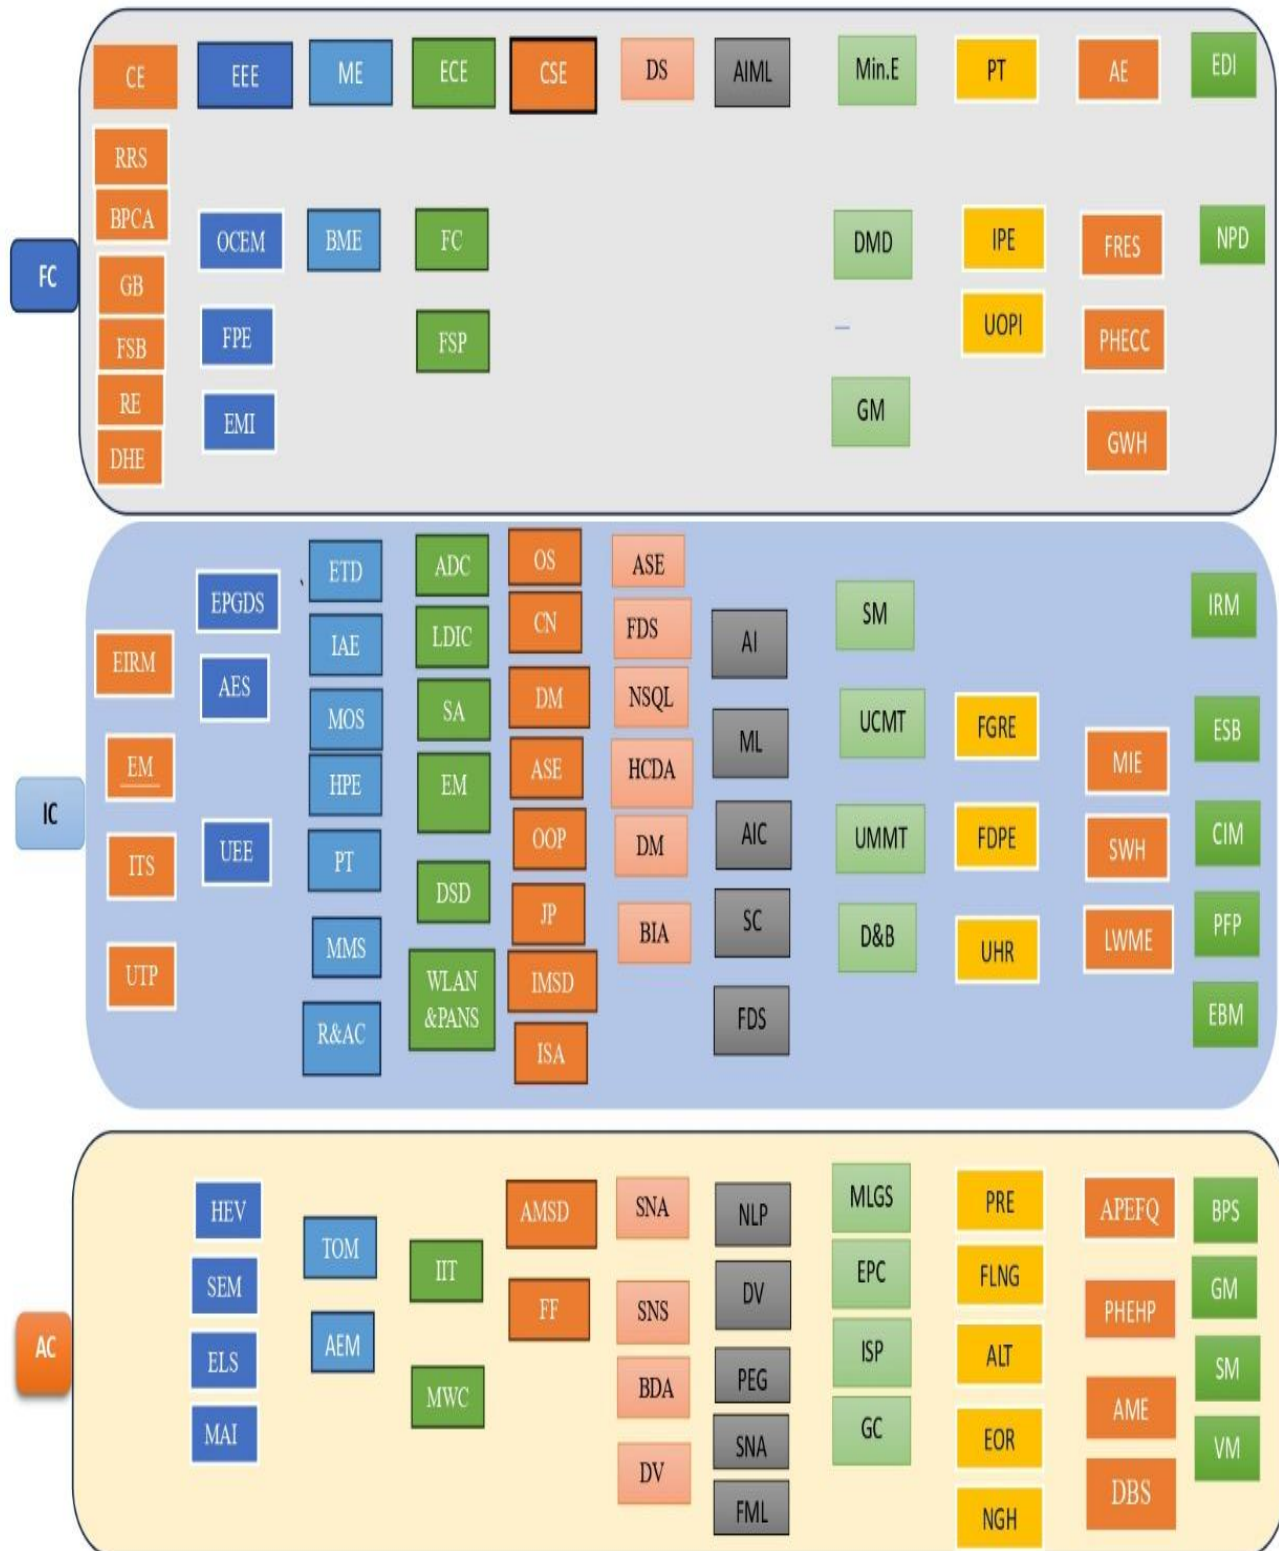 CE
EEE
ME
ECE
CSE
DS
AIML
Min.E
PT
AE
EDI
FC
RRS
BPCA
GB
FSB
RE
DHE
OCEM
FPE
EMI
BME
FC
FSP
DMD
GM
IPE
UOPI
FRES
PHECC
GWH
NPD
IC
EIRM
EM
ITS
UTP
EPGDS
AES
UEE
ETD
IAE
MOS
HPE
PT
MMS
R&AC
ADC
LDIC
SA
EM
DSD
WLAN
&PANS
OS
CN
DM
ASE
OOP
JP
IMSD
ISA
ASE
FDS
NSQL
HCDA
DM
BIA
AI
ML
AIC
SC
FDS
SM
UCMT
UMMT
D&B
FGRE
FDPE
UHR
MIE
SWH
LWME
IRM
ESB
CIM
PFP
EBM
AC
HEV
SEM
ELS
MAI
TOM
AEM
IIT
MWC
AMSD
FF
SNA
SNS
BDA
DV
NLP
DV
PEG
SNA
FML
MLGS
EPC
ISP
GC
PRE
FLNG
ALT
EOR
NGH
APEFQ
PHEHP
AME
DBS
BPS
GM
SM
VM